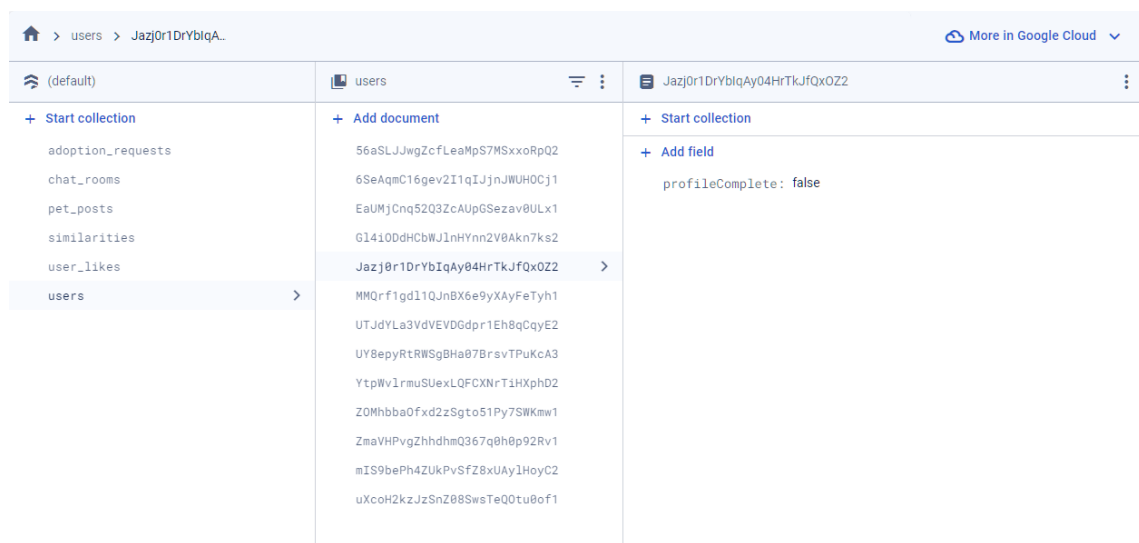 users Jazj0r1DrYbIqA… More in Google Cloud
(default)
Start collection
adoption_requests
chat_rooms
pet_posts
similarities
user_likes
users
users
Add document
56aSLJJwgZcfLeaMpS7MSxxoRpQ2
6SeAqmC16gev2I1qIJjnJWUHOCj1
EaUMjCnq52Q3ZcAUpGSezav0ULx1
Gl4iODdHCbWJlnHYnn2V0Akn7ks2
Jazj0r1DrYbIqAy04HrTkJfQxOZ2
MMQrf1gdl1QJnBX6e9yXAyFeTyh1
UTJdYLa3VdVEVDGdpr1Eh8qCqyE2
UY8epyRtRWSgBHa07BrsvTPuKcA3
YtpWvlrmuSUexLQFCXNrTiHXphD2
ZOMhbbaOfxd2zSgto51Py7SWKmw1
ZmaVHPvgZhhdhmQ367q0h0p92Rv1
mIS9bePh4ZUkPvSfZ8xUAylHoyC2
uXcoH2kzJzSnZ08SwsTeQOtu0of1
Jazj0r1DrYbIqAy04HrTkJfQxOZ2
Start collection
Add field
profileComplete: false